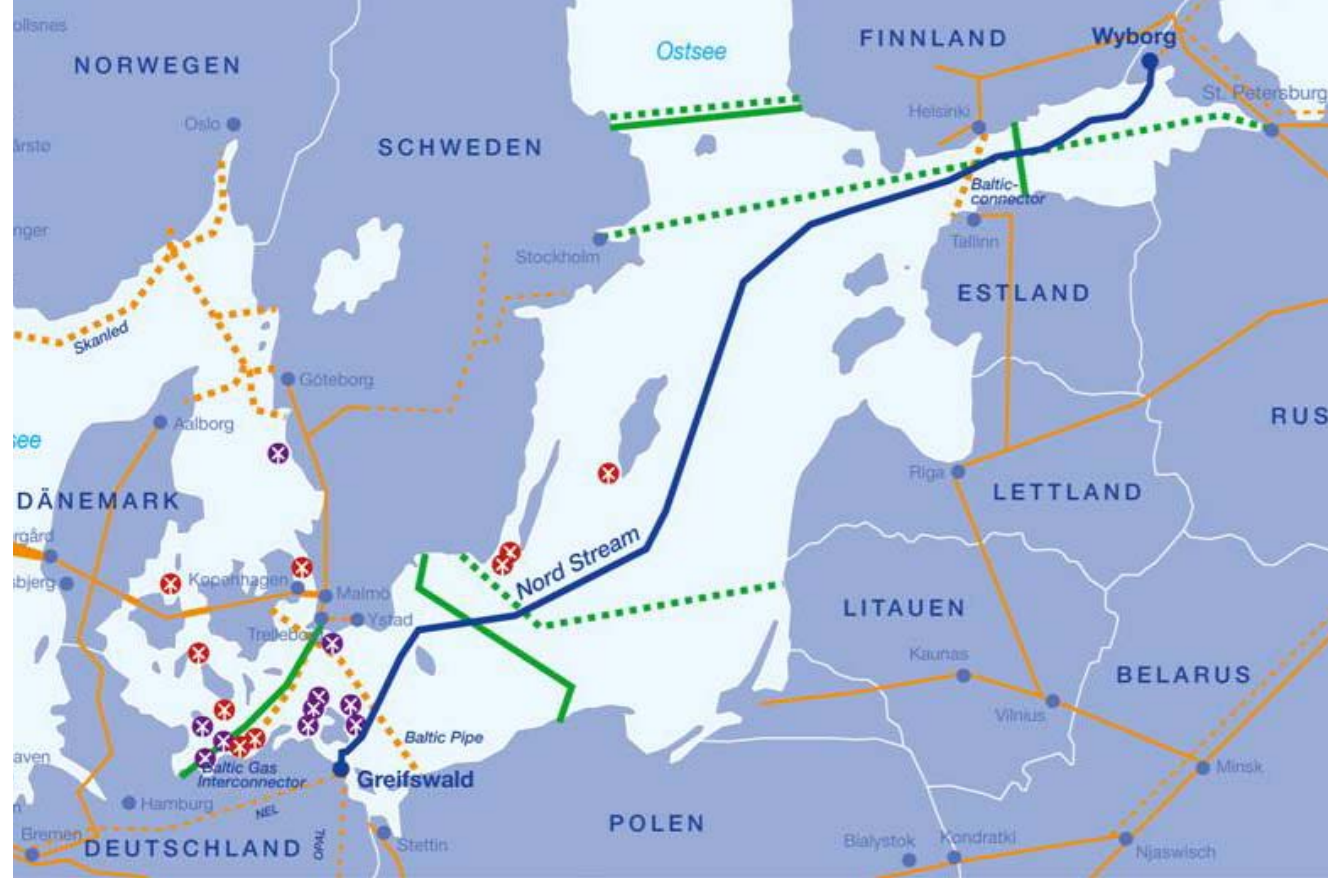 NORWEGEN
Oslo
Ostsee
FINNLAND
Wyborg
St. Petersburg
Helsinki
SCHWEDEN
Baltic-
connector
Tallinn
Stockholm
ESTLAND
Skanled
Göteborg
Aalborg
RUS
DÄNEMARK
Riga
LETTLAND
Nord Stream
Kopenhagen
Malmö
Ystad
Trelleborg
LITAUEN
Kaunas
BELARUS
Vilnius
Baltic Pipe
Minsk
Baltic Gas
Interconnector
Greifswald
Hamburg
NEL
OPAL
POLEN
Bremen
DEUTSCHLAND
Stettin
Bialystok
Kondratki
Njaswisch